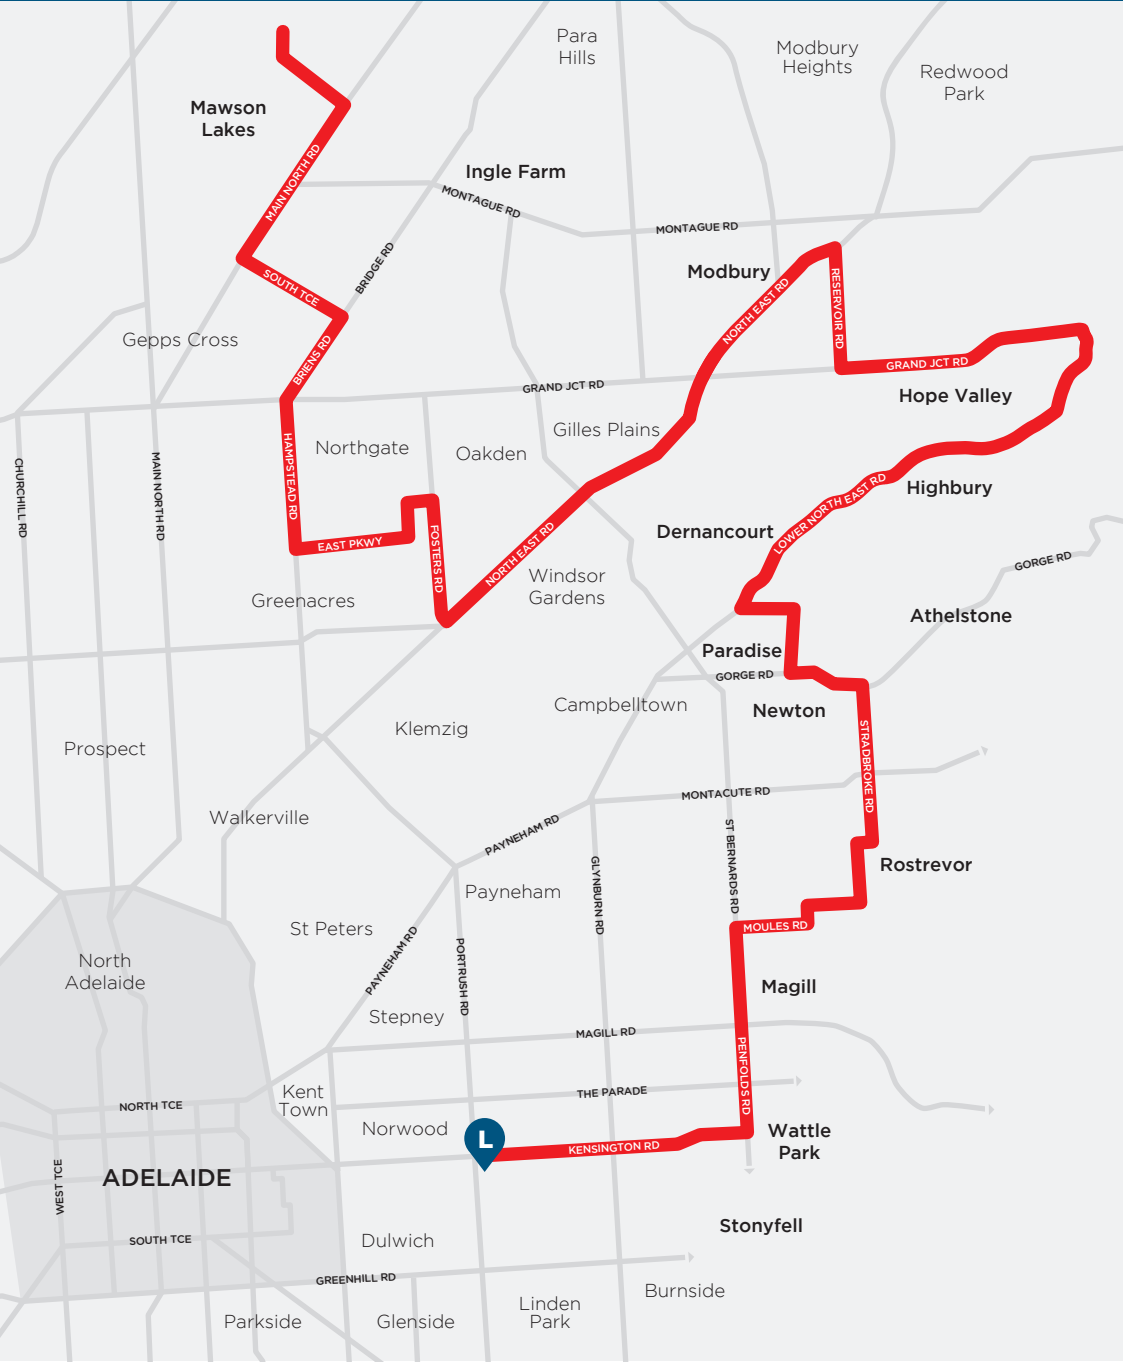 Para
Hills
Modbury
Heights
Redwood
Park
Mawson
Lakes
MAIN NORTH RD
Ingle Farm
MONTAGUE RD
MONTAGUE RD
BRIDGE RD
SOUTH TCE
Modbury
NORTH EAST RD
RESERVOIR RD
Gepps Cross
BRIENS RD
GRAND JCT RD
GRAND JCT RD
Hope Valley
CHURCHILL RD
MAIN NORTH RD
HAMPSTEAD RD
Northgate
Oakden
Gilles Plains
Highbury
LOWER NORTH EAST RD
Dernancourt
EAST PKWY
FOSTERS RD
NORTH EAST RD
GORGE RD
Windsor
Gardens
Greenacres
Athelstone
Paradise
GORGE RD
Campbelltown
Newton
Klemzig
Prospect
STRADBROKE RD
MONTACUTE RD
Walkerville
PAYNEHAM RD
ST BERNARDS RD
Rostrevor
Payneham
GLYNBURN RD
St Peters
MOULES RD
PAYNEHAM RD
PORTRUSH RD
North
Adelaide
Magill
Stepney
MAGILL RD
PENFOLDS RD
Kent
Town
THE PARADE
NORTH TCE
Norwood
L
KENSINGTON RD
Wattle
Park
WEST TCE
ADELAIDE
Stonyfell
SOUTH TCE
Dulwich
GREENHILL RD
Burnside
Linden
Park
Parkside
Glenside